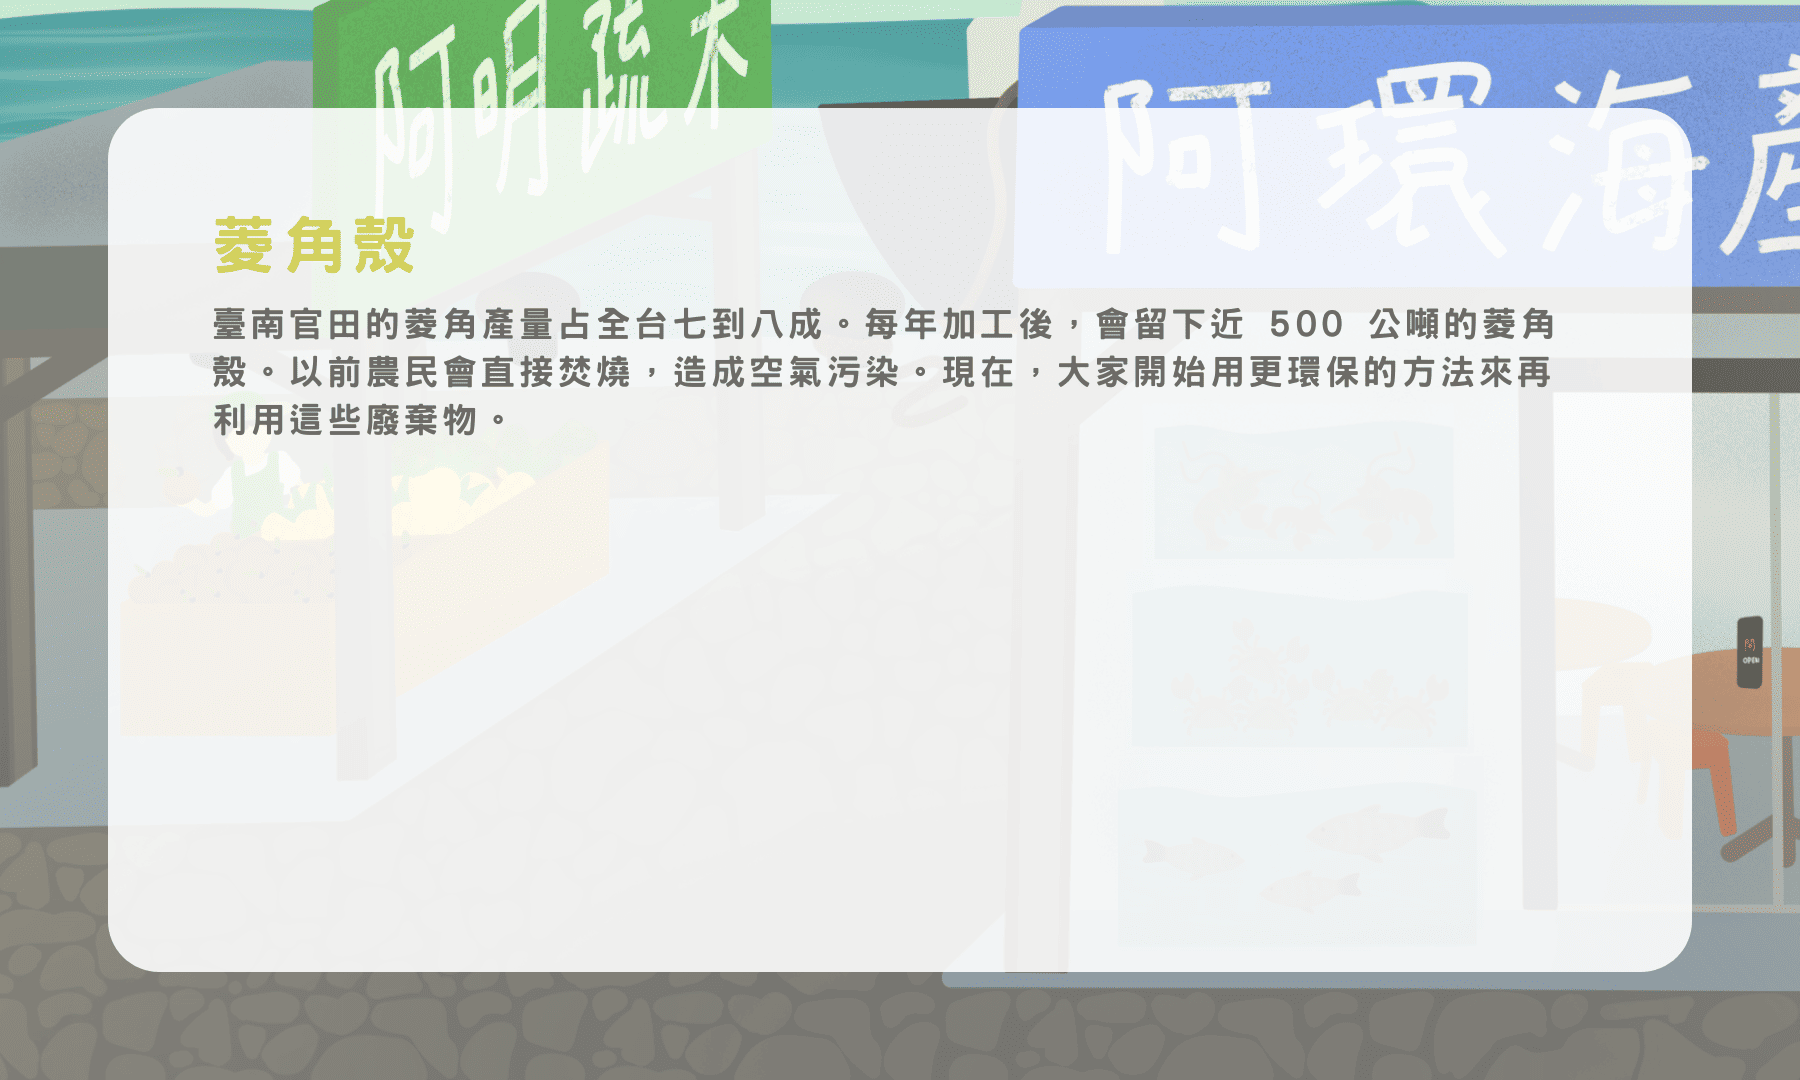 阿明蔬木
阿環海產
菱角殼
臺南官田的菱角產量占全台七到八成。每年加工後，會留下近 500 公噸的菱角
殼。以前農民會直接焚燒，造成空氣污染。現在，大家開始用更環保的方法來再
利用這些廢棄物。
OPEN